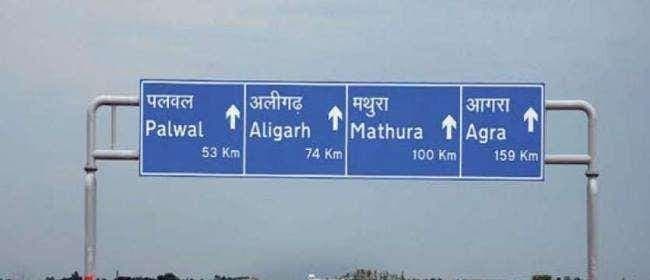 पलवल
Palwal
53 Km
अलीगढ़
Aligarh
74 Km
मथुरा
Mathura
100 Km
आगरा
Agra
159 Km